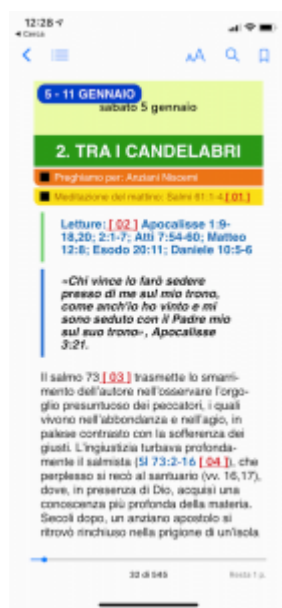 12:28
Cerca
AA
5 - 11 GENNAIO
sabato 5 gennaio
2. TRA I CANDELABRI
Preghiamo per: Anziani Niscemi
Meditazione del mattino: Salmi 61:1-4 [ 01 ]
Letture: [ 02 ] Apocalisse 1:9-
18,20; 2:1-7; Atti 7:54-60; Matteo
12:8; Esodo 20:11; Daniele 10:5-6
«Chi vince lo farò sedere
presso di me sul mio trono,
come anch'io ho vinto e mi
sono seduto con il Padre mio
sul suo trono», Apocalisse
3:21.
Il salmo 73 [ 03 ] trasmette lo smarri-
mento dell'autore nell'osservare l'orgo-
glio presuntuoso dei peccatori, i quali
vivono nell'abbondanza e nell'agio, in
palese contrasto con la sofferenza dei
giusti. L'ingiustizia turbava profonda-
mente il salmista (Sl 73:2-16 [ 04 ]), che
perplesso si recò al santuario (vv. 16,17),
dove, in presenza di Dio, acquisì una
conoscenza più profonda della materia.
Secoli dopo, un anziano apostolo si
ritrovò rinchiuso nella prigione di un'isola
32 di 545
Resta 1 p.